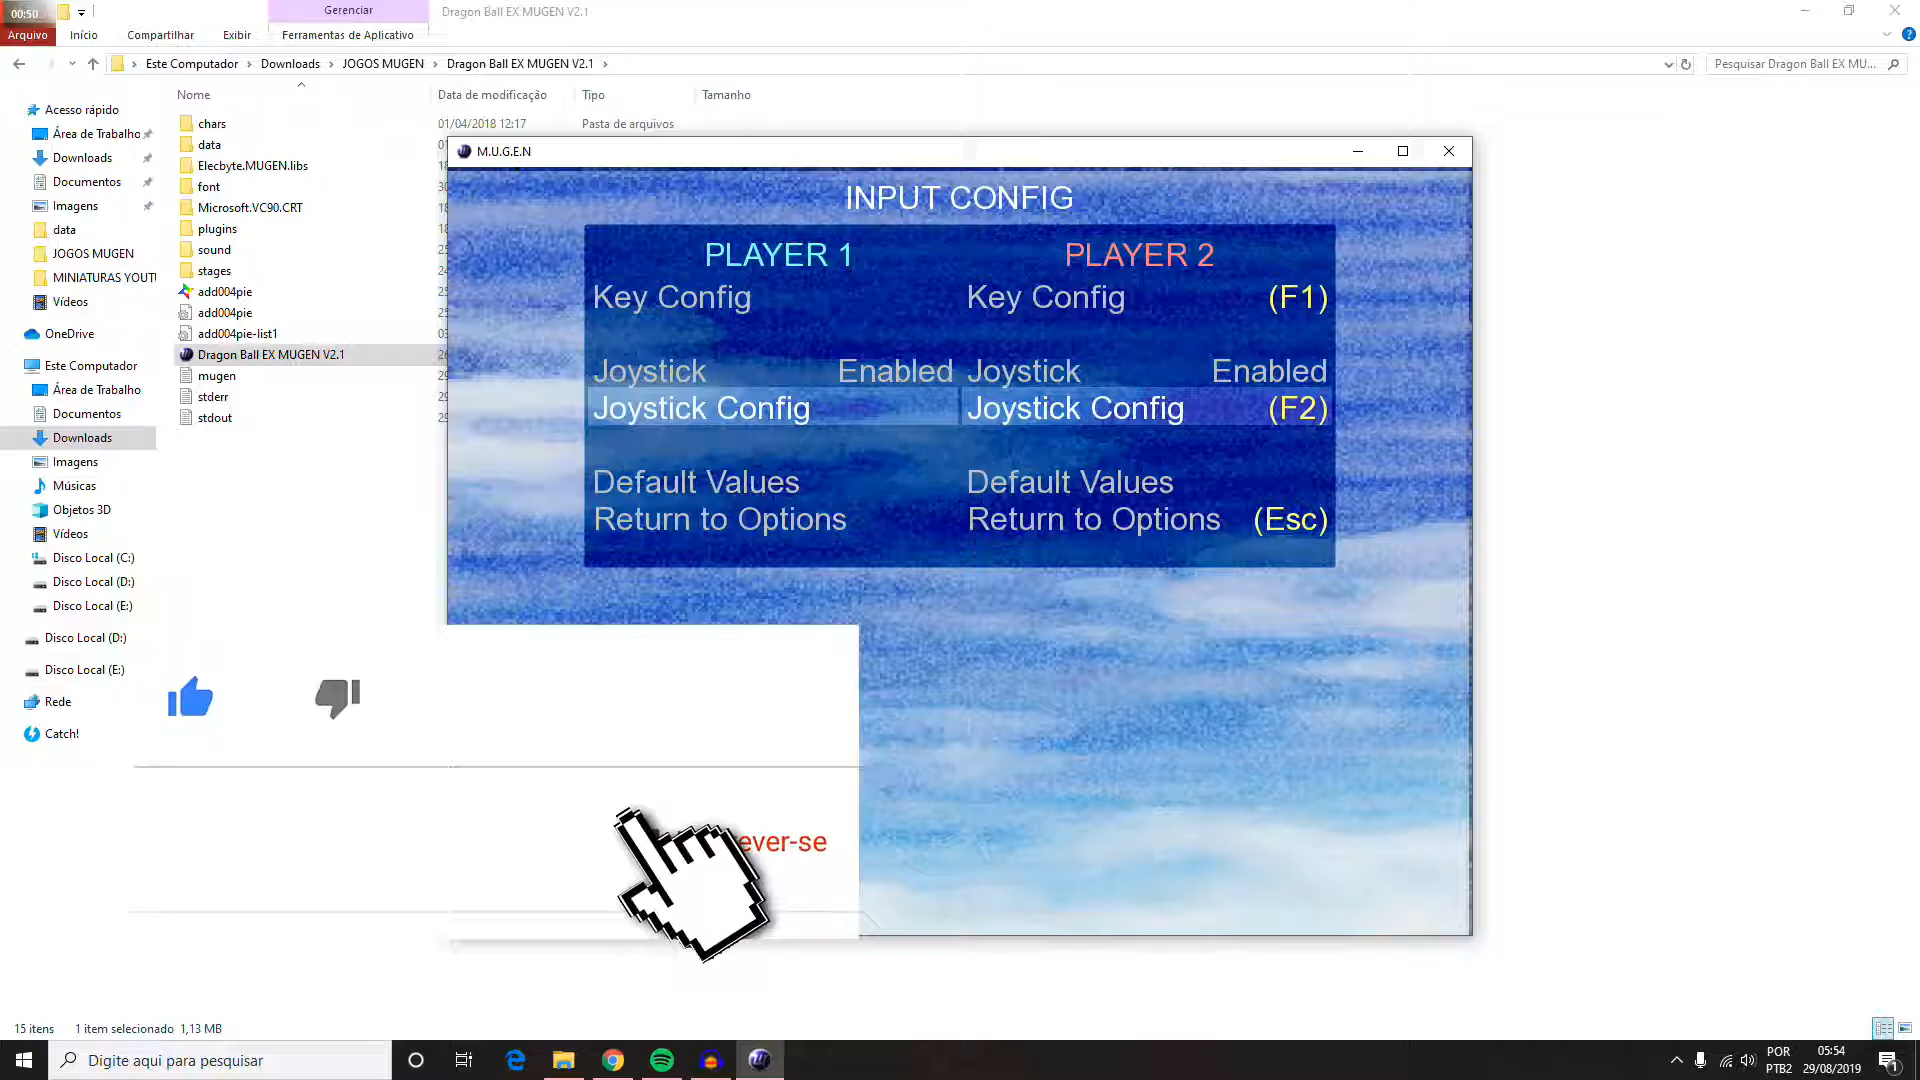 00:50
Gerenciar
Dragon Ball EX MUGEN V2.1
Arquivo
Início
Compartilhar
Exibir
Ferramentas de Aplicativo
Este Computador
Downloads
JOGOS MUGEN
Dragon Ball EX MUGEN V2.1
Pesquisar Dragon Ball EX MU...
Nome
Data de modificação
Tipo
Tamanho
Acesso rápido
Área de Trabalho
Downloads
Documentos
Imagens
data
JOGOS MUGEN
MINIATURAS YOUTU
Vídeos
OneDrive
Este Computador
Área de Trabalho
Documentos
Downloads
Imagens
Músicas
Objetos 3D
Vídeos
Disco Local (C:)
Disco Local (D:)
Disco Local (E:)
Disco Local (D:)
Disco Local (E:)
Rede
Catch!
chars
01/04/2018 12:17
Pasta de arquivos
data
Elecbyte.MUGEN.libs
font
Microsoft.VC90.CRT
plugins
sound
stages
add004pie
add004pie
add004pie-list1
Dragon Ball EX MUGEN V2.1
mugen
stderr
stdout
M.U.G.E.N
INPUT CONFIG
PLAYER 1
PLAYER 2
Key Config
Key Config (F1)
Joystick Enabled
Joystick Enabled
Joystick Config
Joystick Config (F2)
Default Values
Default Values
Return to Options
Return to Options (Esc)
ever-se
15 itens
1 item selecionado 1,13 MB
Digite aqui para pesquisar
POR
PTB2
05:54
29/08/2019
1